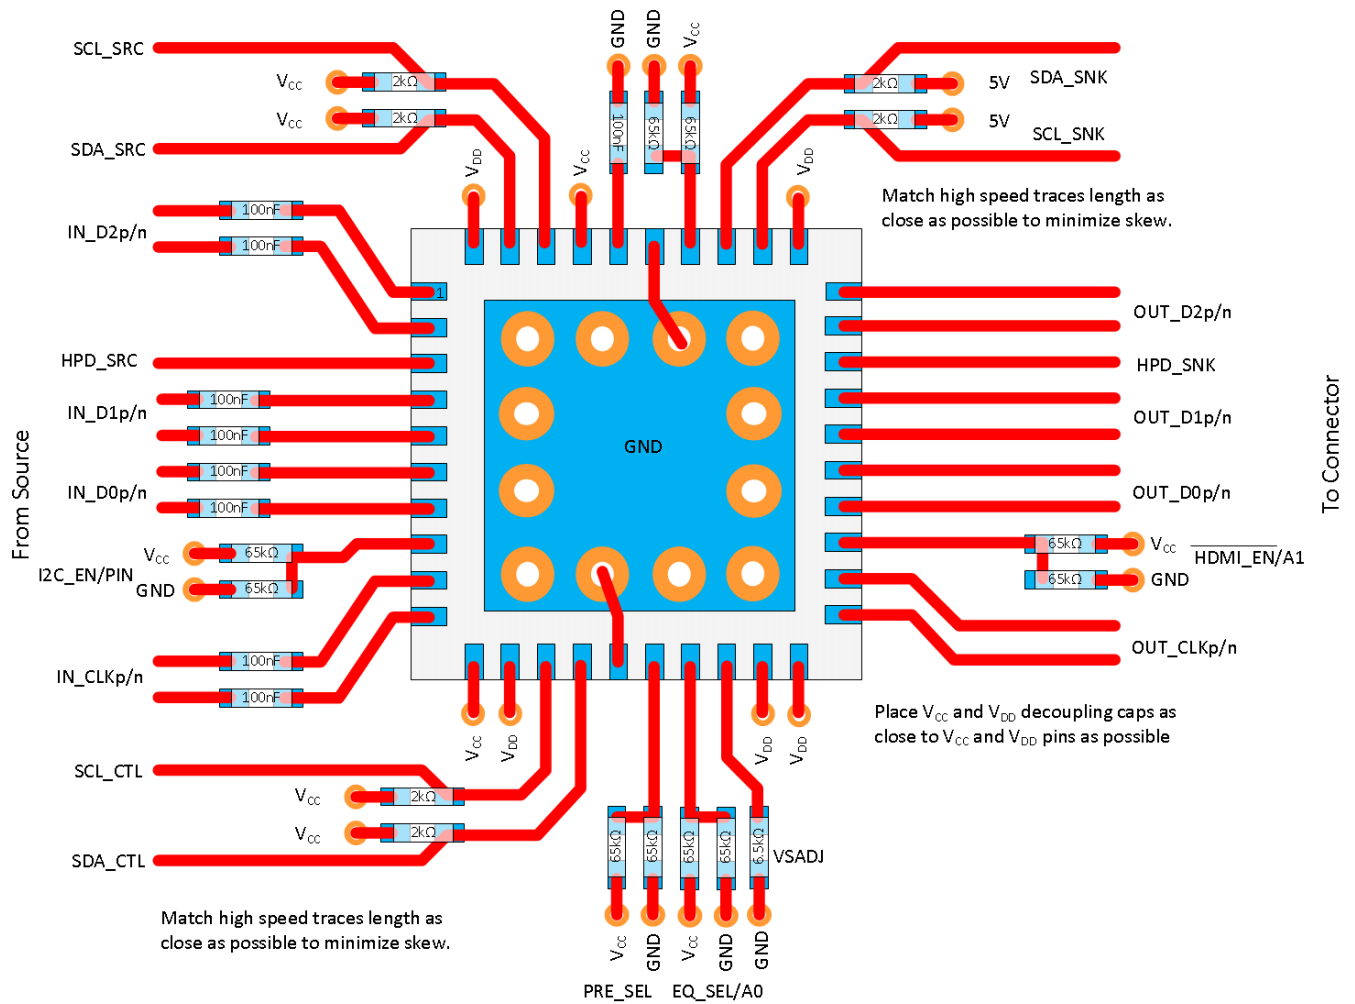 GND
GND
VCC
SCL_SRC
VCC
2kΩ
VCC
2kΩ
SDA_SRC
VDD
VCC
100nF
65kΩ
65kΩ
VDD
2kΩ
5V
SDA_SNK
2kΩ
5V
SCL_SNK
Match high speed traces length as
close as possible to minimize skew.
100nF
IN_D2p/n
100nF
1
HPD_SRC
100nF
IN_D1p/n
100nF
100nF
IN_D0p/n
100nF
VCC
65kΩ
I2C_EN/PIN
GND
65kΩ
100nF
IN_CLKp/n
100nF
From Source
GND
OUT_D2p/n
HPD_SNK
OUT_D1p/n
OUT_D0p/n
65kΩ
VCC
HDMI_EN/A1
65kΩ
GND
OUT_CLKp/n
To Connector
Place VCC and VDD decoupling caps as
close to VCC and VDD pins as possible
VCC
VDD
VDD
VDD
SCL_CTL
VCC
2kΩ
VCC
2kΩ
SDA_CTL
65kΩ
65kΩ
65kΩ
65kΩ
6.5kΩ
VSADJ
Match high speed traces length as
close as possible to minimize skew.
VCC
GND
VCC
GND
GND
PRE_SEL
EQ_SEL/A0